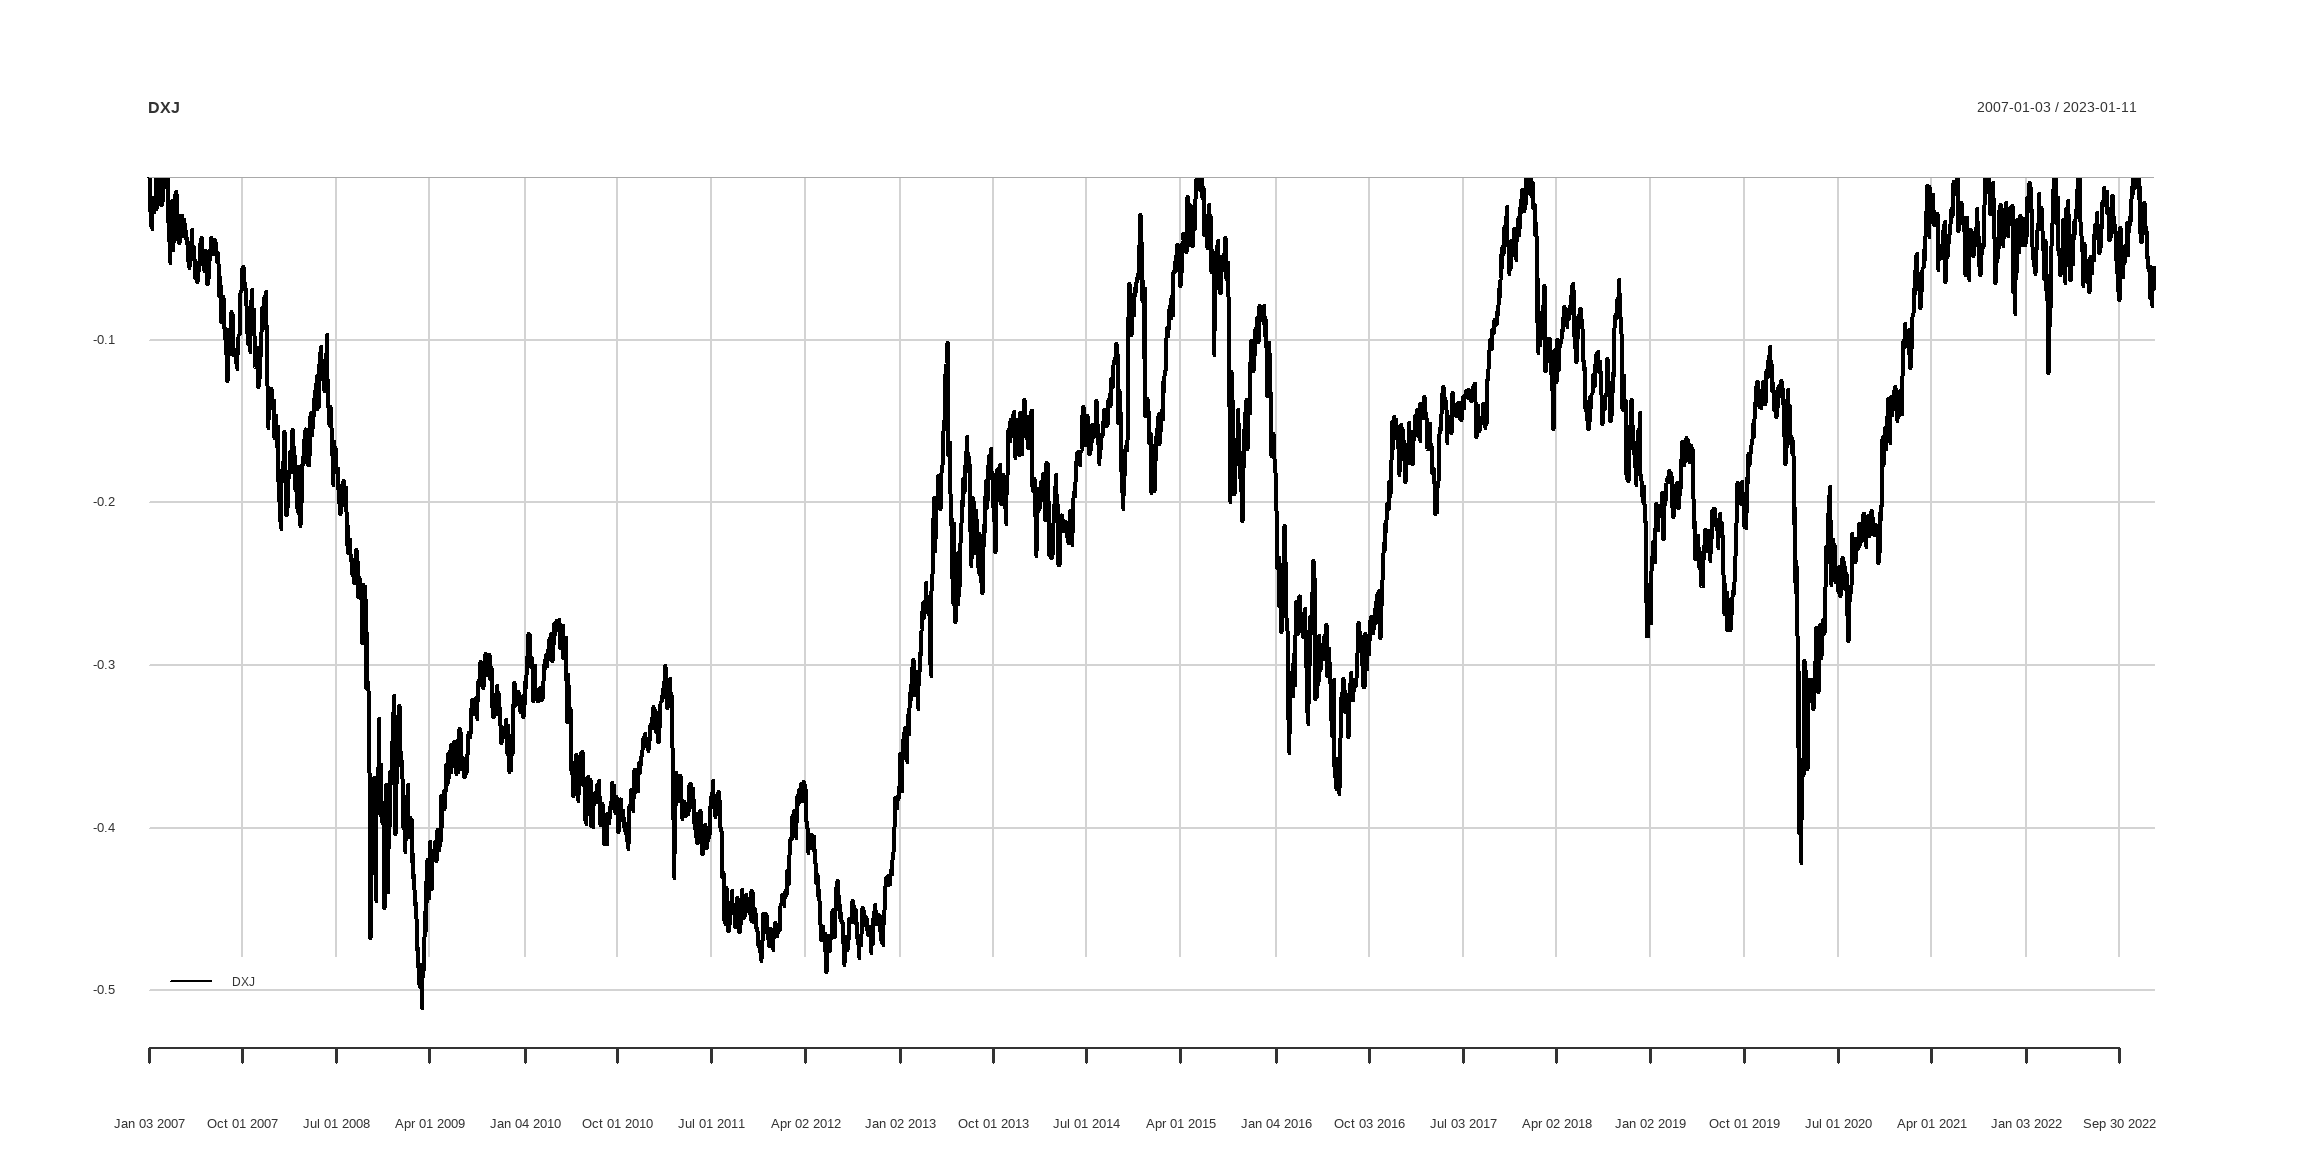 DXJ
2007-01-03 / 2023-01-11
-0.1
-0.2
-0.3
-0.4
-0.5
DXJ
Jan 03 2007 Oct 01 2007 Jul 01 2008 Apr 01 2009 Jan 04 2010 Oct 01 2010 Jul 01 2011 Apr 02 2012 Jan 02 2013 Oct 01 2013 Jul 01 2014 Apr 01 2015 Jan 04 2016 Oct 03 2016 Jul 03 2017 Apr 02 2018 Jan 02 2019 Oct 01 2019 Jul 01 2020 Apr 01 2021 Jan 03 2022 Sep 30 2022